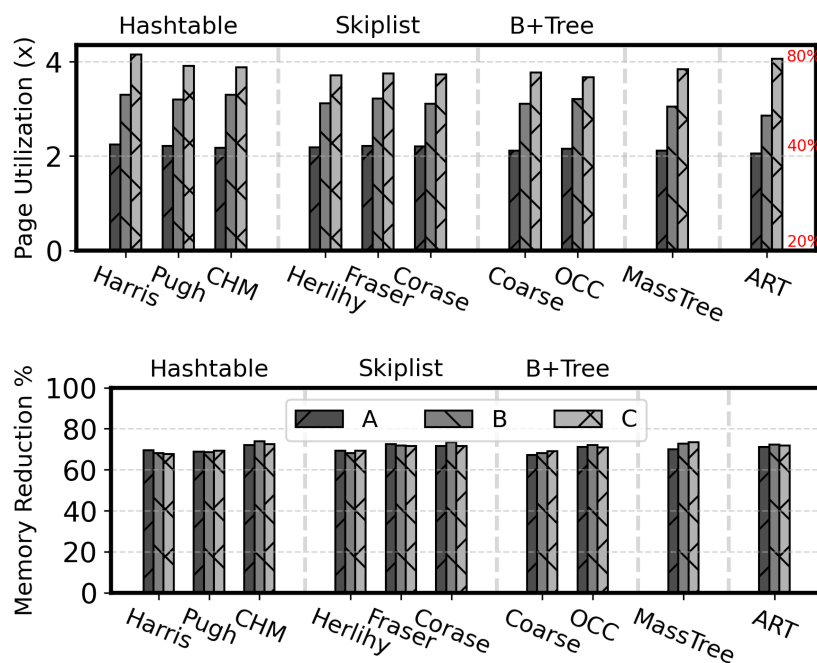 Hashtable Skiplist B+Tree
Page Utilization (x)
4
2
0
80%
40%
20%
Harris Pugh CHM Herlihy Fraser Corase Coarse OCC MassTree ART
Hashtable Skiplist B+Tree
Memory Reduction %
100
80
60
40
20
0
A B C
Harris Pugh CHM Herlihy Fraser Corase Coarse OCC MassTree ART